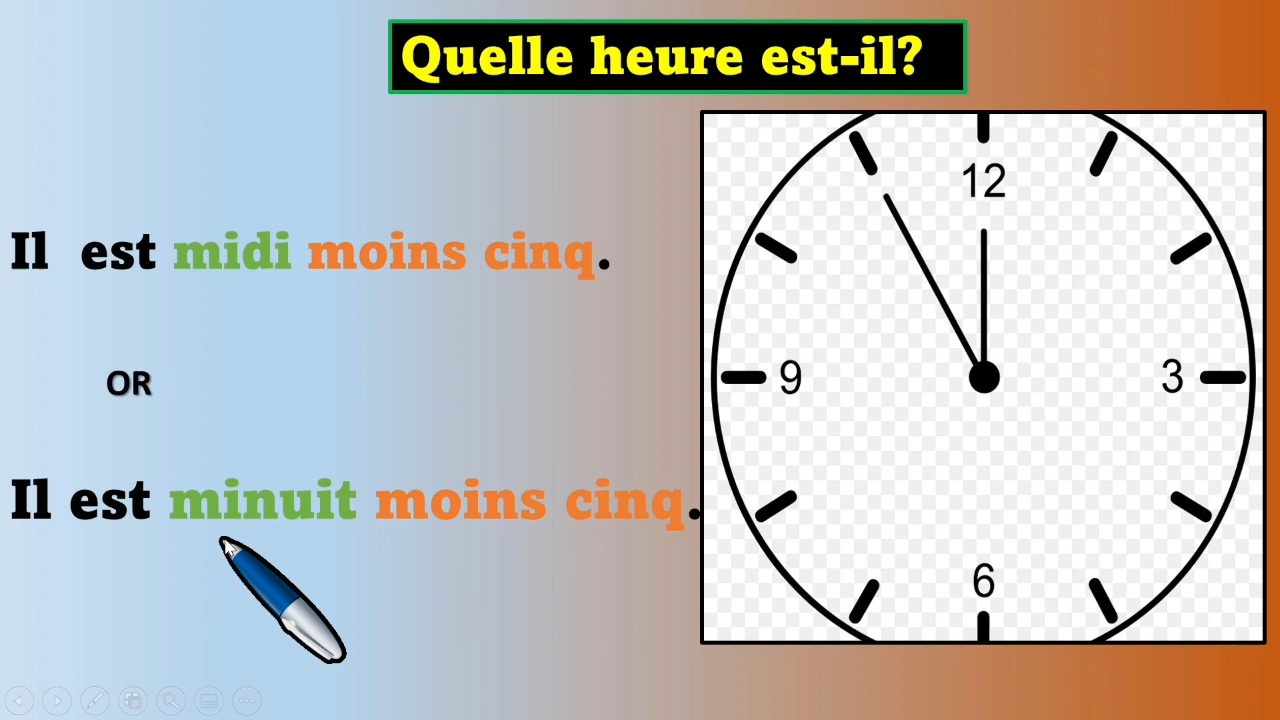 Quelle heure est-il?
Il est midi moins cinq.
OR
Il est minuit moins cinq.
12
9
3
6